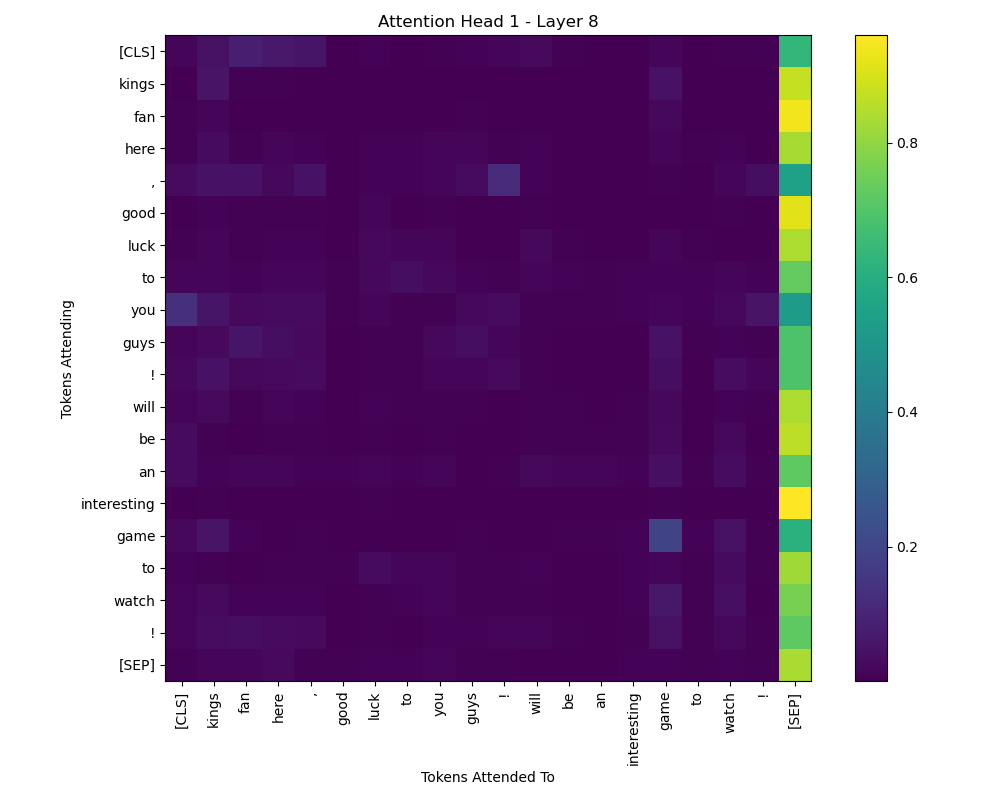 Attention Head 1 - Layer 8
Tokens Attending
[CLS]
kings
fan
here
,
good
luck
to
you
guys
!
will
be
an
interesting
game
to
watch
!
[SEP]
[CLS]
kings
fan
here
,
good
luck
to
you
guys
!
will
be
an
interesting
game
to
watch
!
[SEP]
Tokens Attended To
0.8
0.6
0.4
0.2